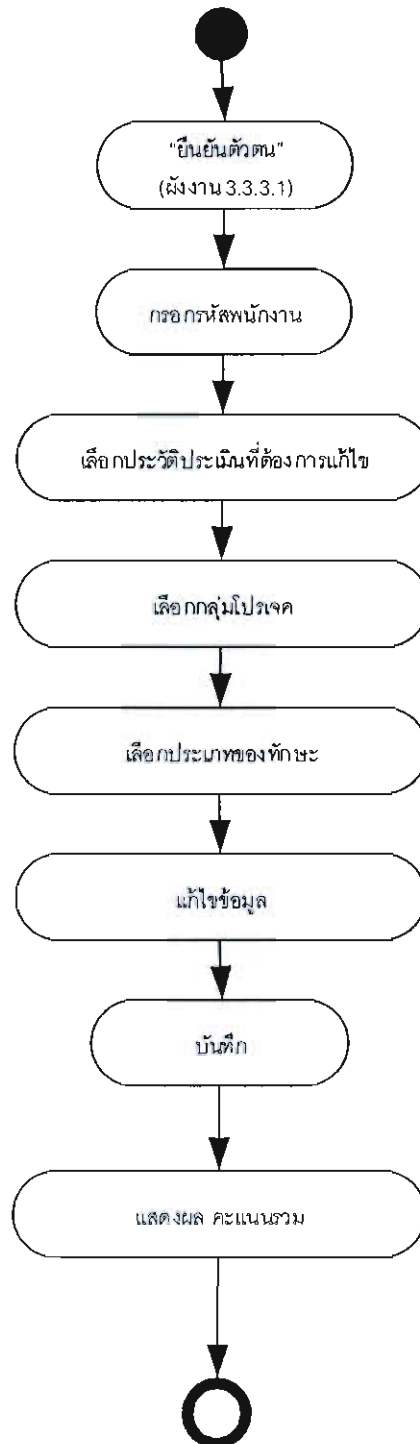 "ยืนยันตัวตน"
(ผังงาน 3.3.3.1)
กรอกรหัสพนักงาน
เลือกประวัติประเมินที่ต้องการแก้ไข
เลือกกลุ่มโปรเจค
เลือกประเภทของทักษะ
แก้ไขข้อมูล
บันทึก
แสดงผล คะแนนรวม